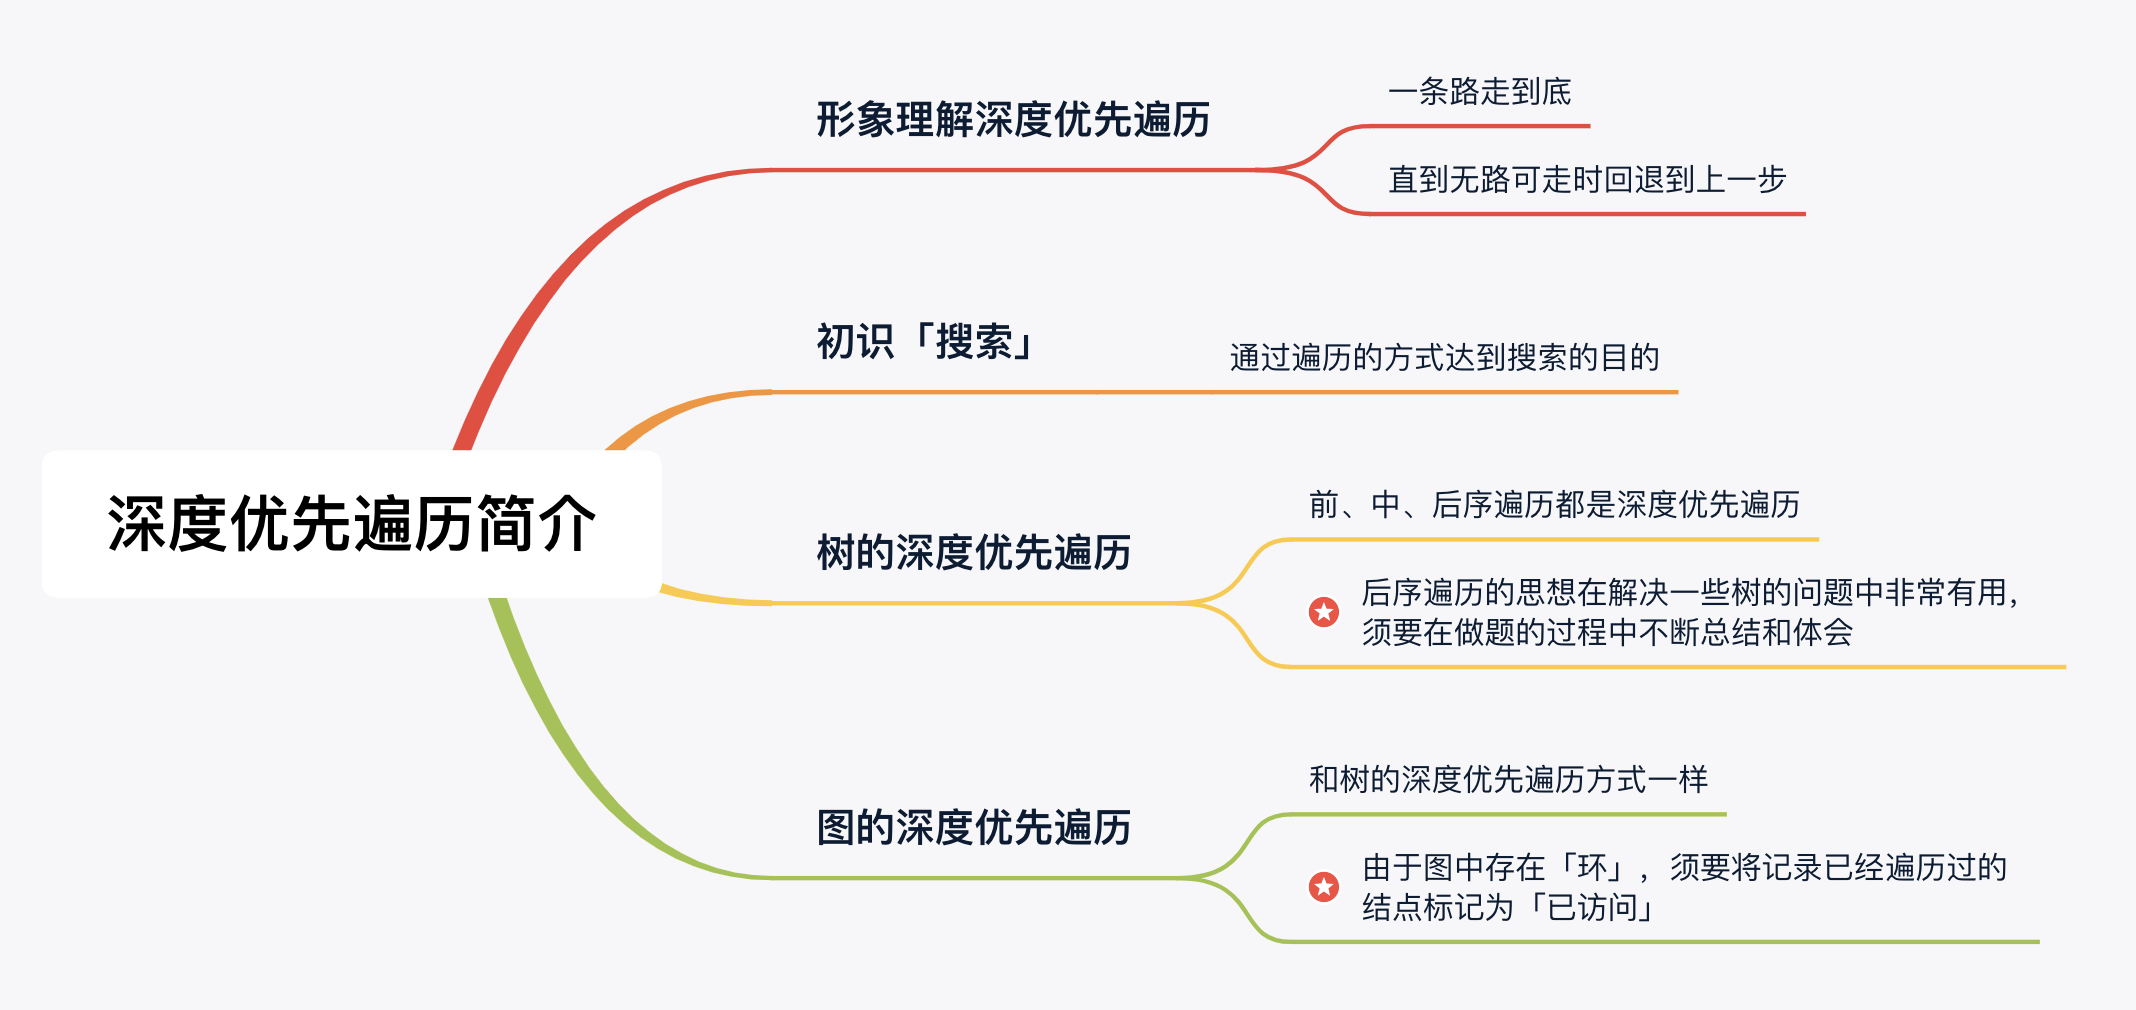 深度优先遍历简介
形象理解深度优先遍历
一条路走到底
直到无路可走时回退到上一步
初识「搜索」
通过遍历的方式达到搜索的目的
树的深度优先遍历
前、中、后序遍历都是深度优先遍历
后序遍历的思想在解决一些树的问题中非常有用，
须要在做题的过程中不断总结和体会
图的深度优先遍历
和树的深度优先遍历方式一样
由于图中存在「环」，须要将记录已经遍历过的
结点标记为「已访问」